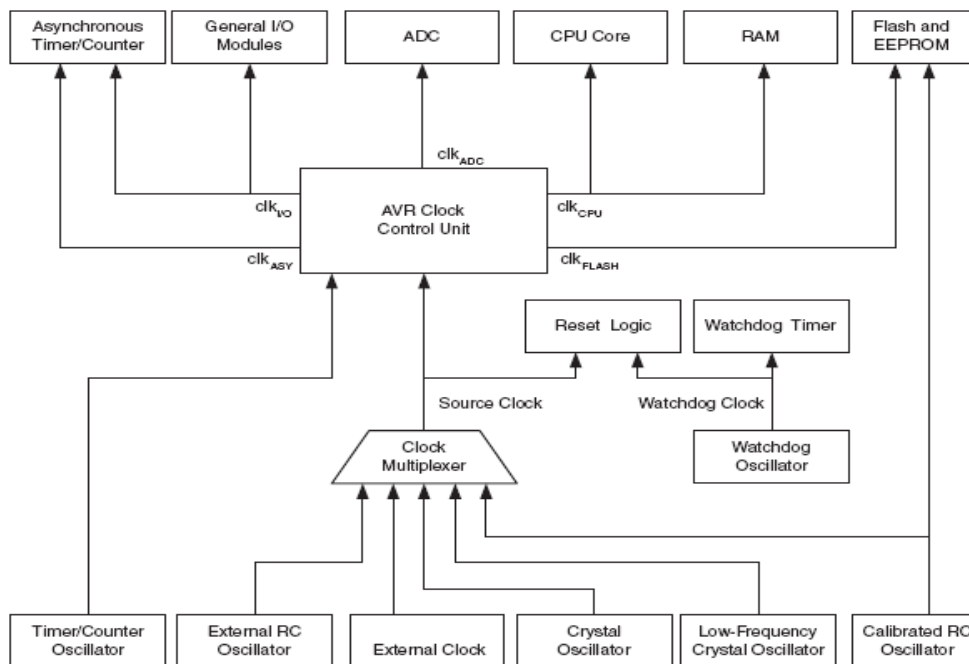 Asynchronous
Timer/Counter
General I/O
Modules
ADC
CPU Core
RAM
Flash and
EEPROM
clkADC
clkI/O
AVR Clock
Control Unit
clkCPU
clkASY
clkFLASH
Reset Logic
Watchdog Timer
Source Clock
Watchdog Clock
Clock
Multiplexer
Watchdog
Oscillator
Timer/Counter
Oscillator
External RC
Oscillator
External Clock
Crystal
Oscillator
Low-Frequency
Crystal Oscillator
Calibrated RC
Oscillator